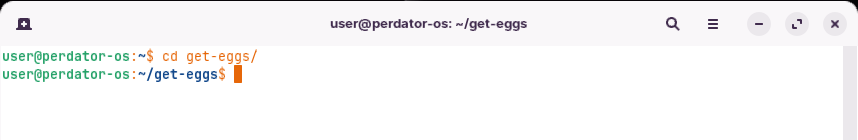 user@perdator-os: ~/get-eggs
user@perdator-os:~$ cd get-eggs/
user@perdator-os:~/get-eggs$